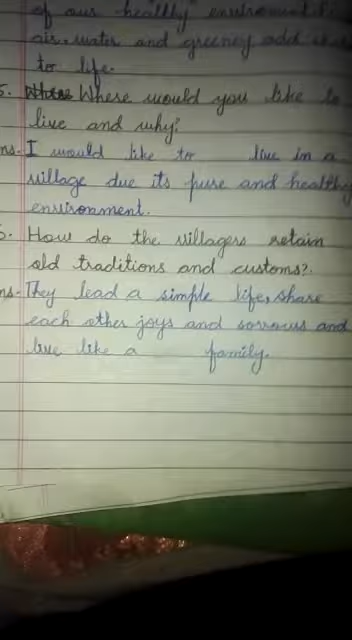 of our healthy environment.
air, water and greenery add
to life.
5. Where would you like to
live and why?
ns. I would like to live in a
village due its pure and healthy
environment.
6. How do the villagers retain
old traditions and customs?
ns. They lead a simple life, share
each other joys and sorrows and
live like a family.